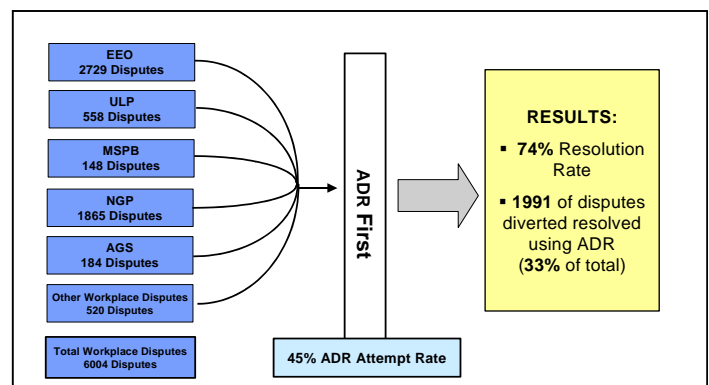 EEO
2729 Disputes
ULP
558 Disputes
MSPB
148 Disputes
NGP
1865 Disputes
AGS
184 Disputes
Other Workplace Disputes
520 Disputes
Total Workplace Disputes
6004 Disputes
ADR First
45% ADR Attempt Rate
RESULTS:
▪ 74% Resolution
Rate
▪ 1991 of disputes
diverted resolved
using ADR
(33% of total)